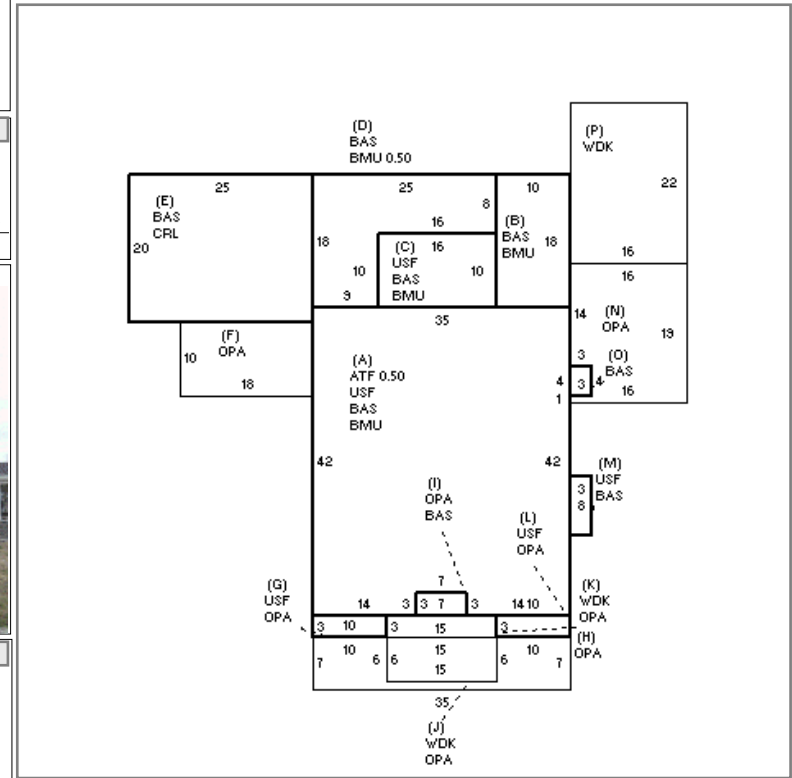 (D)
BAS
BMU 0.50
(P)
WDK
25
25
10
22
(E)
BAS
CRL
8
16
(B)
BAS
BMU
18
20
18
(C)
USF
BAS
BMU
16
10
10
16
9
16
35
14
(N)
OPA
19
(F)
OPA
10
3
(O)
BAS
(A)
ATF 0.50
USF
BAS
BMU
18
4
3
4
16
1
42
42
(M)
USF
BAS
(I)
OPA
BAS
3
8
(L)
USF
OPA
7
(G)
USF
OPA
14
3
3
7
3
14
10
(K)
WDK
OPA
3
10
3
15
3
(H)
OPA
10
15
10
7
6
6
15
6
7
35
(J)
WDK
OPA